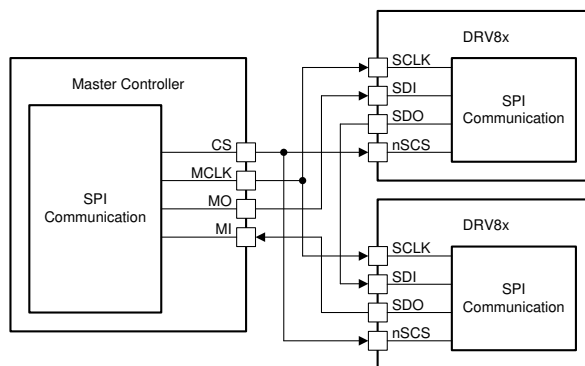 Master Controller
SPI
Communication
CS
MCLK
MO
MI
DRV8x
SCLK
SDI
SDO
nSCS
SPI
Communication
DRV8x
SCLK
SDI
SDO
nSCS
SPI
Communication